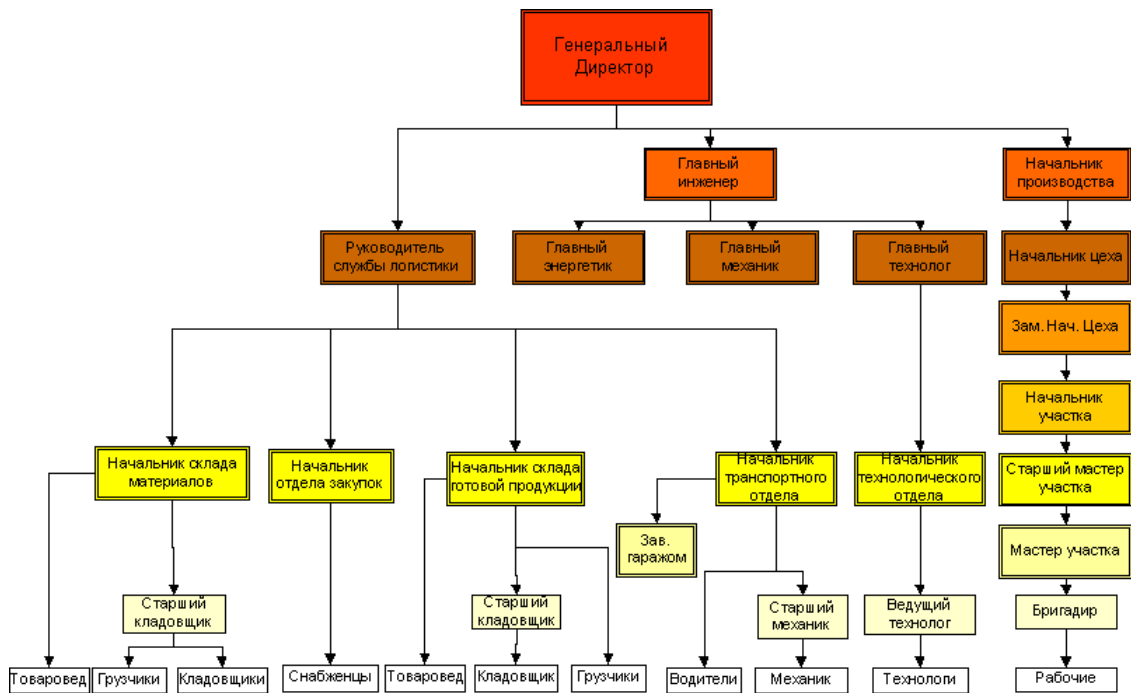 Генеральный
Директор
Главный
инженер
Начальник
производства
Руководитель
службы логистики
Главный
энергетик
Главный
механик
Главный
технолог
Начальник цеха
Зам. Нач. Цеха
Начальник
участка
Начальник склада
материалов
Начальник
отдела закупок
Начальник склада
готовой продукции
Начальник
транспортного
отдела
Начальник
технологического
отдела
Старший мастер
участка
Зав.
гаражом
Мастер участка
Старший
кладовщик
Старший
кладовщик
Старший
механик
Ведущий
технолог
Бригадир
Товаровед
Грузчики
Кладовщики
Снабженцы
Товаровед
Кладовщик
Грузчики
Водители
Механик
Технологи
Рабочие